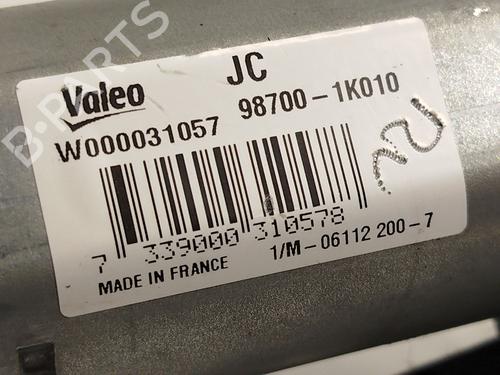 JC
Valeo
98700-1K010
W000031057
7 339000 310578
1/M-06112 200-7
MADE IN FRANCE
B-PARTS